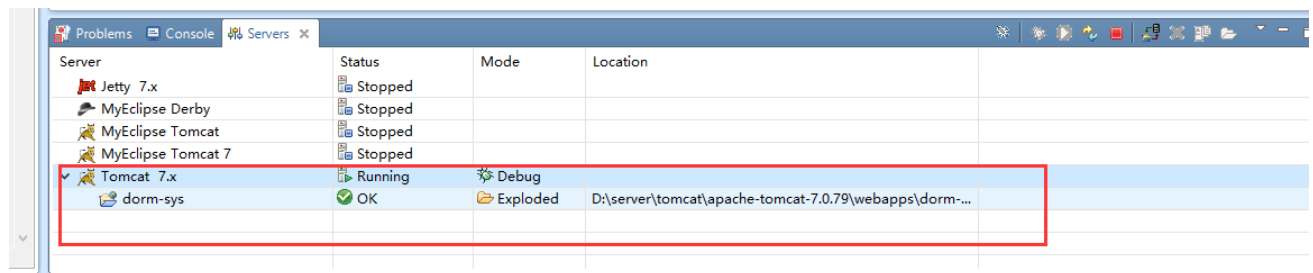 Problems Console Servers
Server Status Mode Location
Jetty 7.x Stopped
MyEclipse Derby Stopped
MyEclipse Tomcat Stopped
MyEclipse Tomcat 7 Stopped
Tomcat 7.x Running Debug
dorm-sys OK Exploded D:\server\tomcat\apache-tomcat-7.0.79\webapps\dorm-...